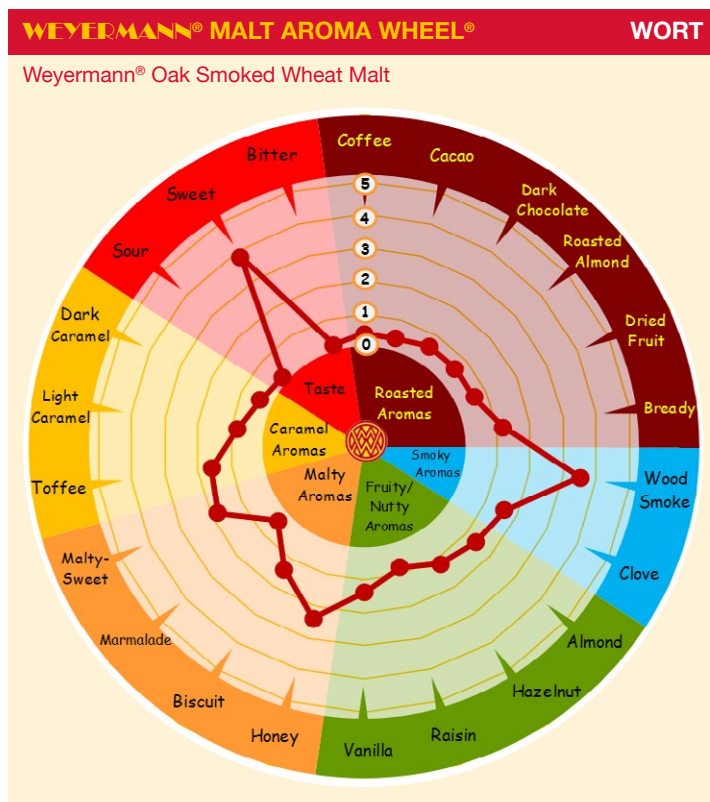 WEYERMANN® MALT AROMA WHEEL®
WORT
Weyermann® Oak Smoked Wheat Malt
Coffee
Cacao
Dark
Chocolate
Roasted
Almond
Dried
Fruit
Bready
Wood
Smoke
Clove
Almond
Hazelnut
Raisin
Vanilla
Honey
Biscuit
Marmalade
Malty-
Sweet
Toffee
Light
Caramel
Dark
Caramel
Sour
Sweet
Bitter
5
4
3
2
1
0
Taste
Roasted
Aromas
Smoky
Aromas
Fruity/
Nutty
Aromas
Malty
Aromas
Caramel
Aromas